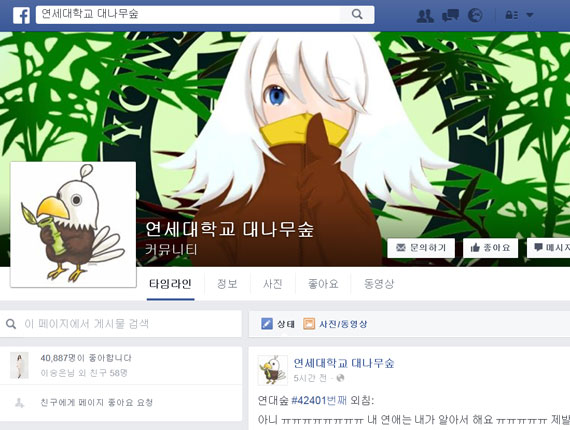 연세대학교 대나무숲
연세대학교 대나무숲
커뮤니티
문의하기
좋아요
메시지
타임라인
정보
사진
좋아요
동영상
이 페이지에서 게시물 검색
상태
사진/동영상
40,887명이 좋아합니다
이승은님 외 친구 58명
친구에게 페이지 좋아요 요청
연세대학교 대나무숲
5시간 전 ·
연대숲 #42401번째 외침:
아니 ㅠㅠㅠㅠㅠㅠㅠ 내 연애는 내가 알아서 해요 ㅠㅠㅠㅠㅠ 제발